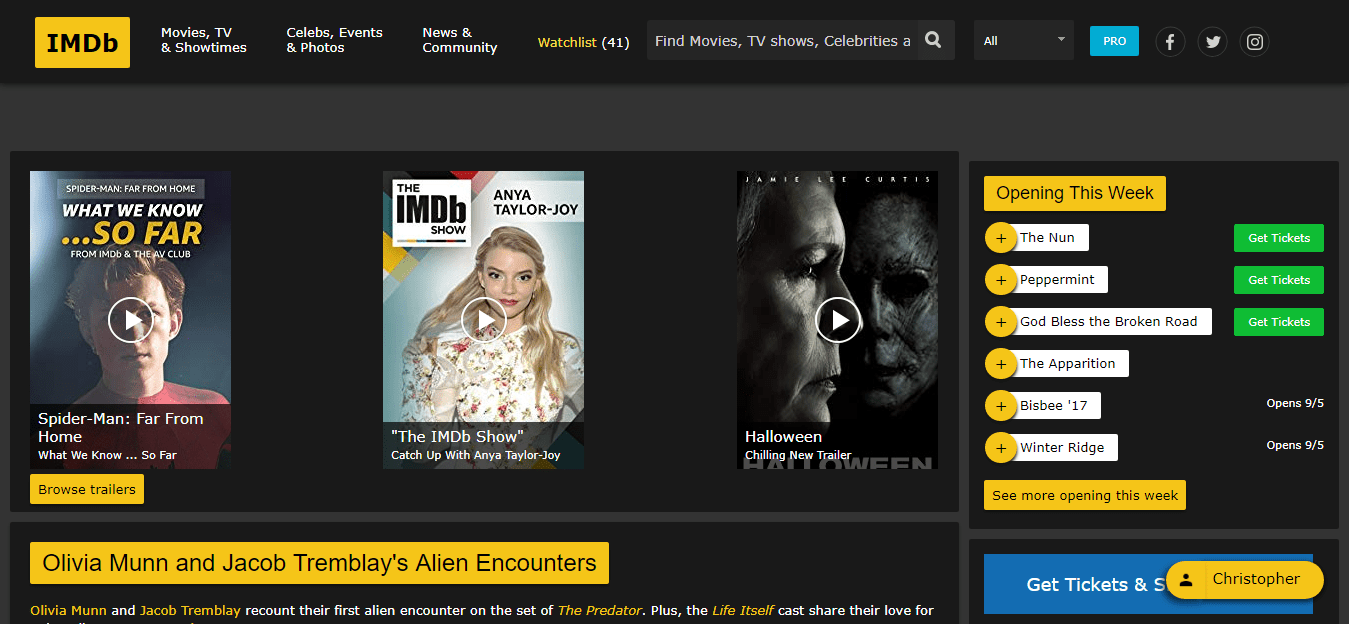 IMDb
Movies, TV
& Showtimes
Celebs, Events
& Photos
News &
Community
Watchlist (41)
Find Movies, TV shows, Celebrities a
All
PRO
SPIDER-MAN: FAR FROM HOME
WHAT WE KNOW
...SO FAR
FROM IMDb & THE AV CLUB
Spider-Man: Far From
Home
What We Know ... So Far
THE
IMDb
SHOW
ANYA
TAYLOR-JOY
"The IMDb Show"
Catch Up With Anya Taylor-Joy
JAMIE LEE CURTIS
Halloween
Chilling New Trailer
HALLOWEEN
Browse trailers
Opening This Week
+ The Nun Get Tickets
+ Peppermint Get Tickets
+ God Bless the Broken Road Get Tickets
+ The Apparition
+ Bisbee '17 Opens 9/5
+ Winter Ridge Opens 9/5
See more opening this week
Olivia Munn and Jacob Tremblay's Alien Encounters
Olivia Munn and Jacob Tremblay recount their first alien encounter on the set of The Predator. Plus, the Life Itself cast share their love for
Get Tickets & S
Christopher